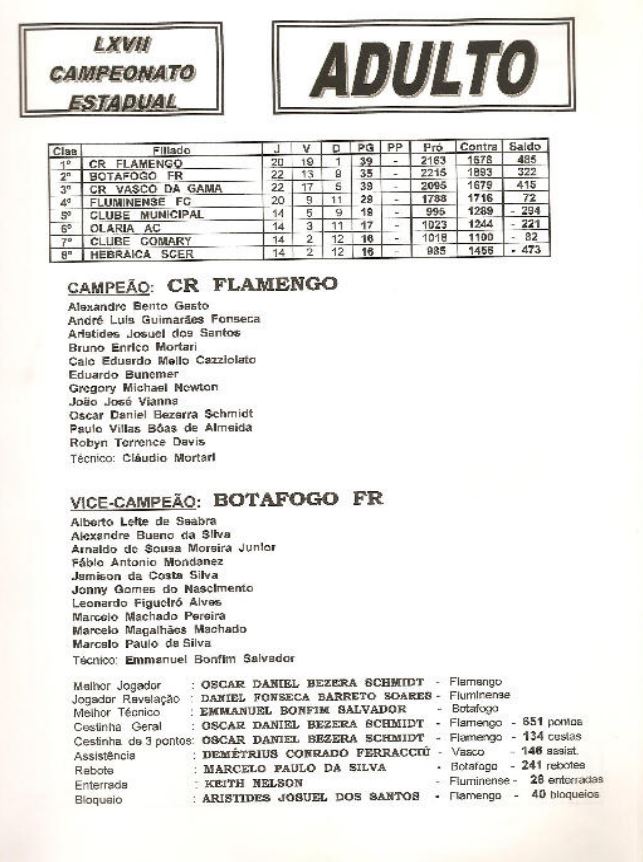 LXVII
CAMPEONATO
ESTADUAL
ADULTO
Clas Filiado J V D PG PP Pró Contra Saldo
1º CR FLAMENGO 20 19 1 39 - 2163 1678 485
2º BOTAFOGO FR 22 13 9 35 - 2215 1893 322
3º CR VASCO DA GAMA 22 17 5 39 - 2095 1679 415
4º FLUMINENSE FC 20 9 11 29 - 1788 1716 72
5º CLUBE MUNICIPAL 14 5 9 19 - 995 1289 - 294
6º OLARIA AC 14 3 11 17 - 1023 1244 - 221
7º CLUBE COMARY 14 2 12 16 - 1018 1100 - 82
8º HEBRAICA SCER 14 2 12 16 - 985 1456 - 473
CAMPEÃO: CR FLAMENGO
Alexandre Bento Gasto
André Luis Guimarães Fonseca
Aristides Josuel dos Santos
Bruno Enrico Mortari
Caio Eduardo Mello Cazziolato
Eduardo Bunemer
Gregory Michael Newton
João José Vianna
Oscar Daniel Bezerra Schmidt
Paulo Villas Bôas de Almeida
Robyn Terrence Davis
Técnico: Cláudio Mortari
VICE-CAMPEÃO: BOTAFOGO FR
Alberto Leite de Seabra
Alexandre Bueno da Silva
Arnaldo de Sousa Moreira Junior
Fábio Antonio Mondanez
Jamison da Costa Silva
Jonny Gomes do Nascimento
Leonardo Figueiró Alves
Marcelo Machado Pereira
Marcelo Magalhães Machado
Marcelo Paulo da Silva
Técnico: Emmanuel Bonfim Salvador
Melhor Jogador : OSCAR DANIEL BEZERA SCHMIDT - Flamengo
Jogador Revelação : DANIEL FONSECA BARRETO SOARES - Fluminense
Melhor Técnico : EMMANUEL BONFIM SALVADOR - Botafogo
Cestinha Geral : OSCAR DANIEL BEZERA SCHMIDT - Flamengo - 651 pontos
Cestinha de 3 pontos: OSCAR DANIEL BEZERA SCHMIDT - Flamengo - 134 cestas
Assistência : DEMÉTRIUS CONRADO FERRACCIÚ - Vasco - 146 assist.
Rebote : MARCELO PAULO DA SILVA - Botafogo - 241 rebotes
Enterrada : KEITH NELSON - Fluminense - 28 enterradas
Bloqueio : ARISTIDES JOSUEL DOS SANTOS - Flamengo - 40 bloqueios